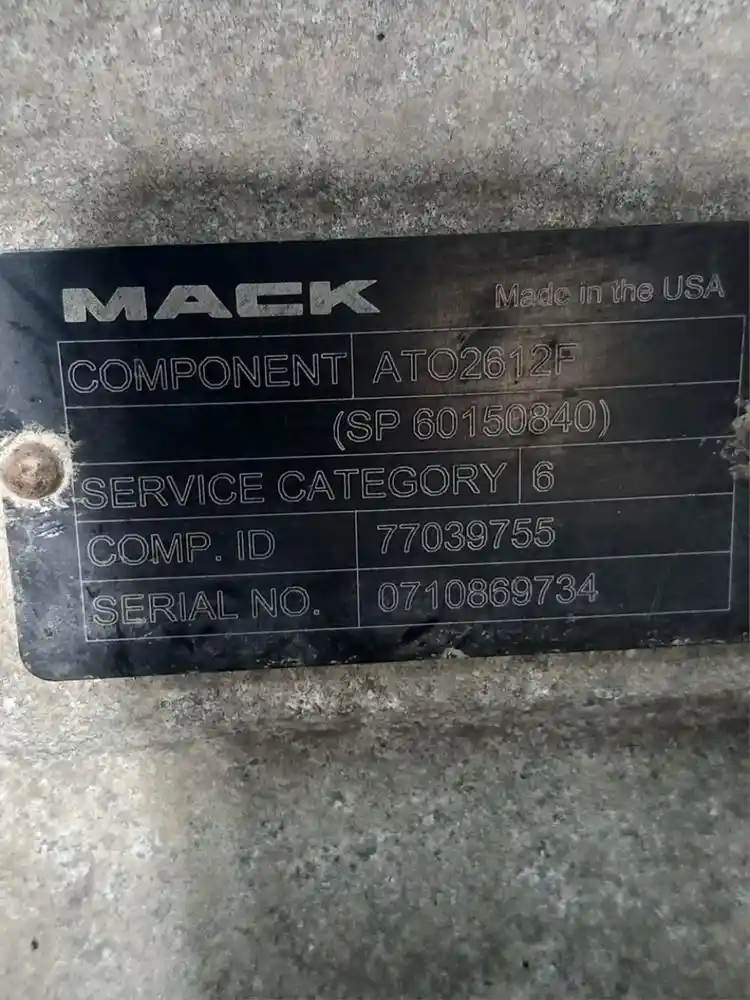 MACK Made in the USA
COMPONENT ATO2612F
(SP 60150840)
SERVICE CATEGORY 6
COMP. ID 77039755
SERIAL NO. 0710869734